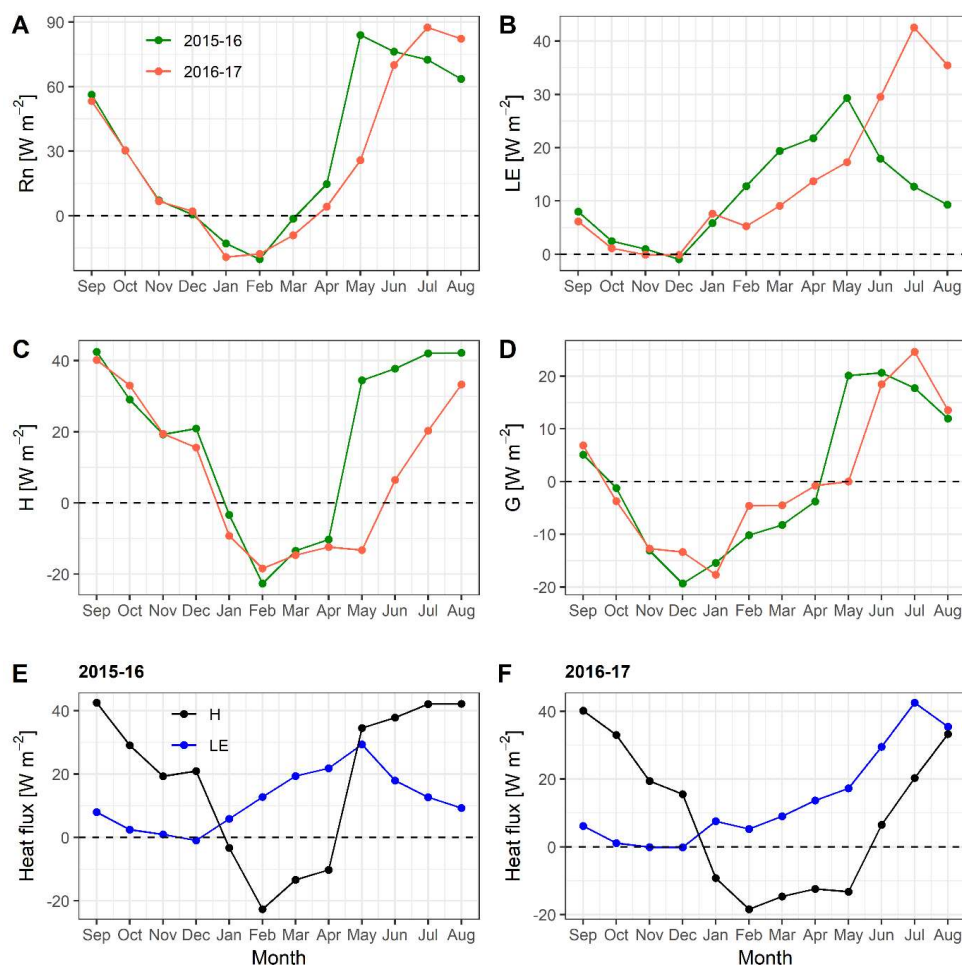 A
Rn [W m⁻²]
90
60
30
0
2015-16
2016-17
Sep Oct Nov Dec Jan Feb Mar Apr May Jun Jul Aug
B
LE [W m⁻²]
40
30
20
10
0
Sep Oct Nov Dec Jan Feb Mar Apr May Jun Jul Aug
C
H [W m⁻²]
40
20
0
-20
Sep Oct Nov Dec Jan Feb Mar Apr May Jun Jul Aug
D
G [W m⁻²]
20
10
0
-10
-20
Sep Oct Nov Dec Jan Feb Mar Apr May Jun Jul Aug
E 2015-16
Heat flux [W m⁻²]
40
20
0
-20
H
LE
Sep Oct Nov Dec Jan Feb Mar Apr May Jun Jul Aug
Month
F 2016-17
Heat flux [W m⁻²]
40
20
0
-20
Sep Oct Nov Dec Jan Feb Mar Apr May Jun Jul Aug
Month